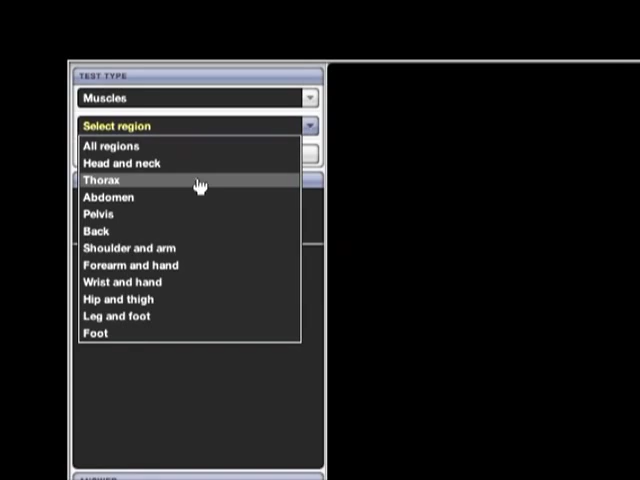 TEST TYPE
Muscles
Select region
All regions
Head and neck
Thorax
Abdomen
Pelvis
Back
Shoulder and arm
Forearm and hand
Wrist and hand
Hip and thigh
Leg and foot
Foot
ANSWER